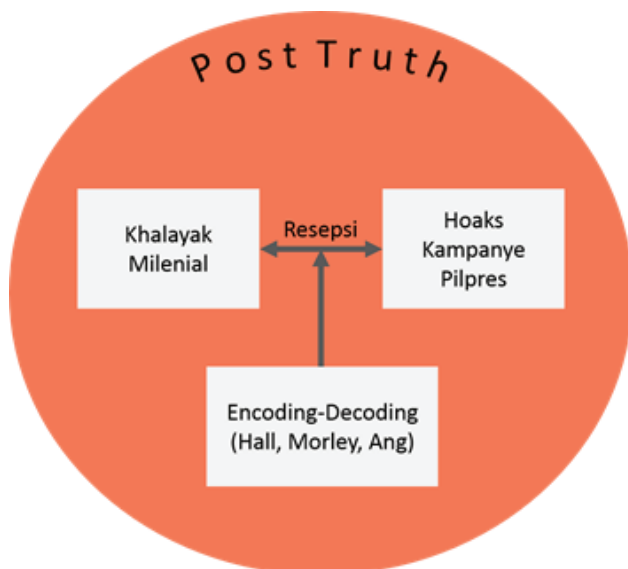 Post Truth
Khalayak
Milenial
Resepsi
Hoaks
Kampanye
Pilpres
Encoding-Decoding
(Hall, Morley, Ang)